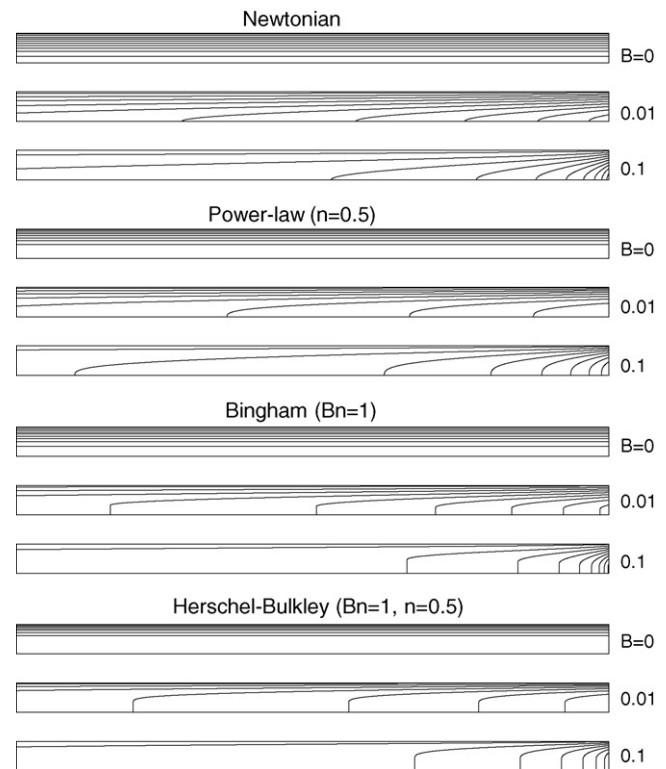 Newtonian
B=0
0.01
0.1
Power-law (n=0.5)
B=0
0.01
0.1
Bingham (Bn=1)
B=0
0.01
0.1
Herschel-Bulkley (Bn=1, n=0.5)
B=0
0.01
0.1